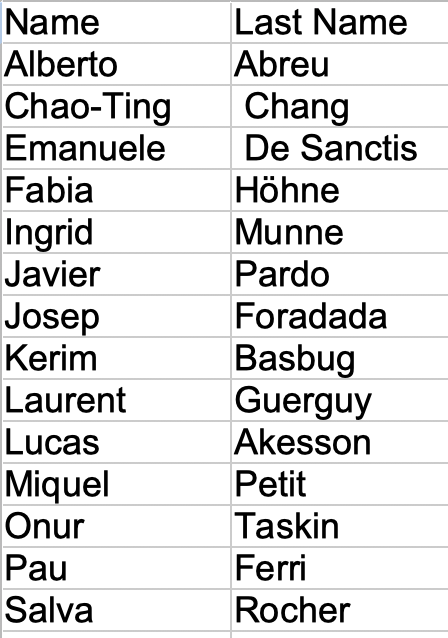 Name Last Name
Alberto Abreu
Chao-Ting Chang
Emanuele De Sanctis
Fabia Höhne
Ingrid Munne
Javier Pardo
Josep Foradada
Kerim Basbug
Laurent Guerguy
Lucas Akesson
Miquel Petit
Onur Taskin
Pau Ferri
Salva Rocher